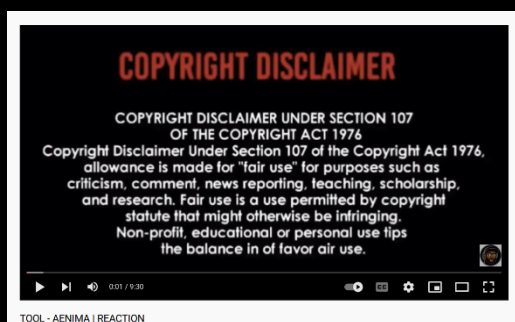 COPYRIGHT DISCLAIMER
COPYRIGHT DISCLAIMER UNDER SECTION 107
OF THE COPYRIGHT ACT 1976
Copyright Disclaimer Under Section 107 of the Copyright Act 1976,
allowance is made for "fair use" for purposes such as
criticism, comment, news reporting, teaching, scholarship,
and research. Fair use is a use permitted by copyright
statute that might otherwise be infringing.
Non-profit, educational or personal use tips
the balance in of favor air use.
0:01 / 9:30
CC
TOOL - AENIMA | REACTION